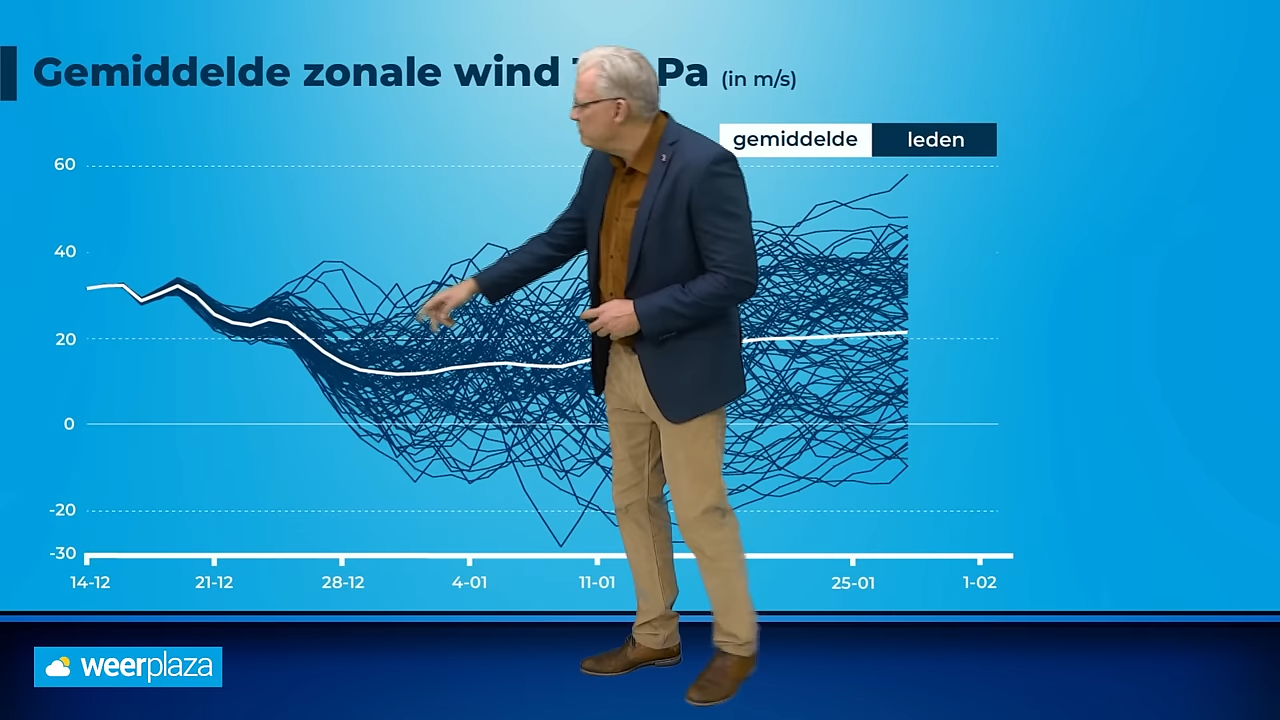 Gemiddelde zonale wind Pa (in m/s)
gemiddelde leden
60
40
20
0
-20
-30
14-12 21-12 28-12 4-01 11-01 25-01 1-02
weerplaza